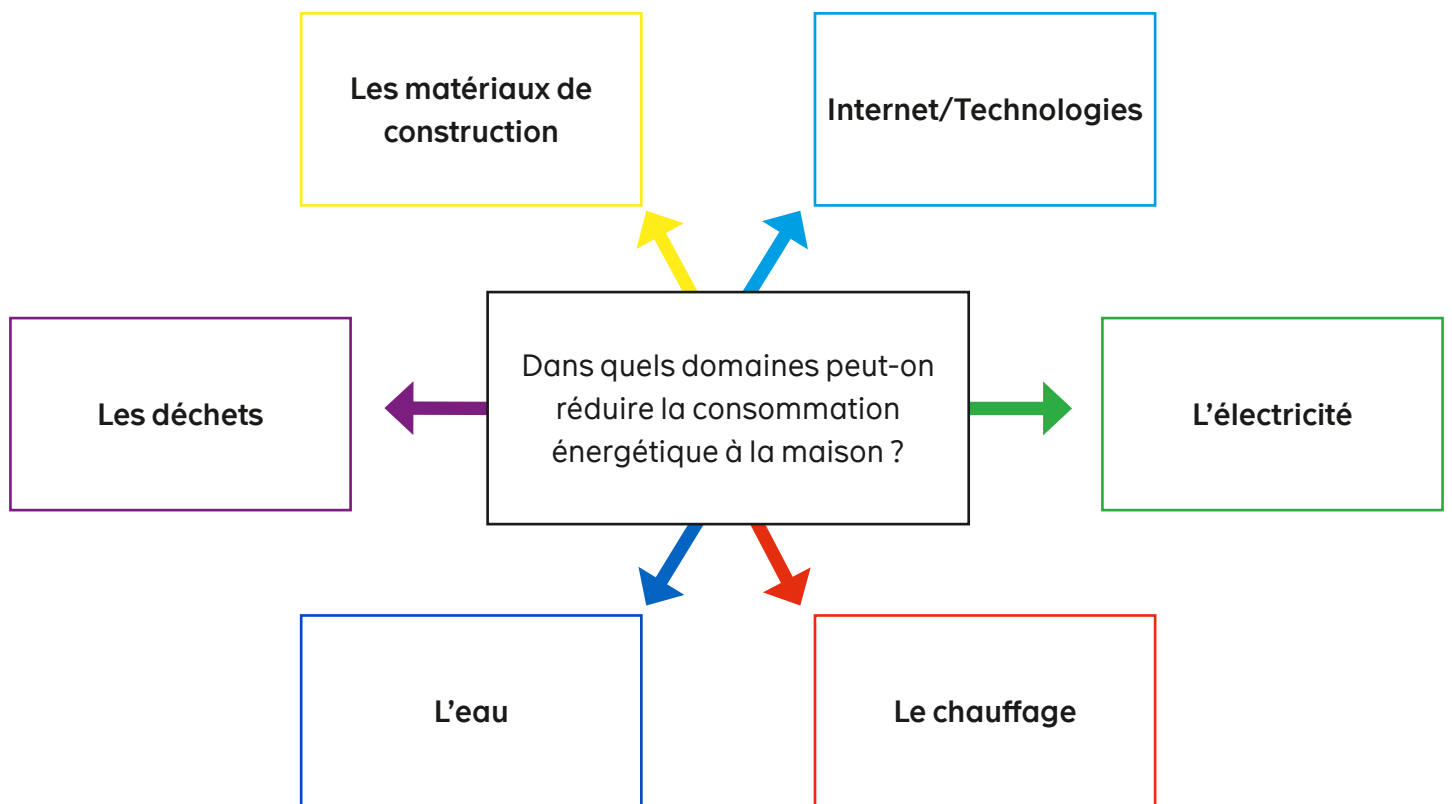 Les matériaux de
construction
Internet/Technologies
Les déchets
Dans quels domaines peut-on
réduire la consommation
énergétique à la maison ?
L’électricité
L’eau
Le chauffage